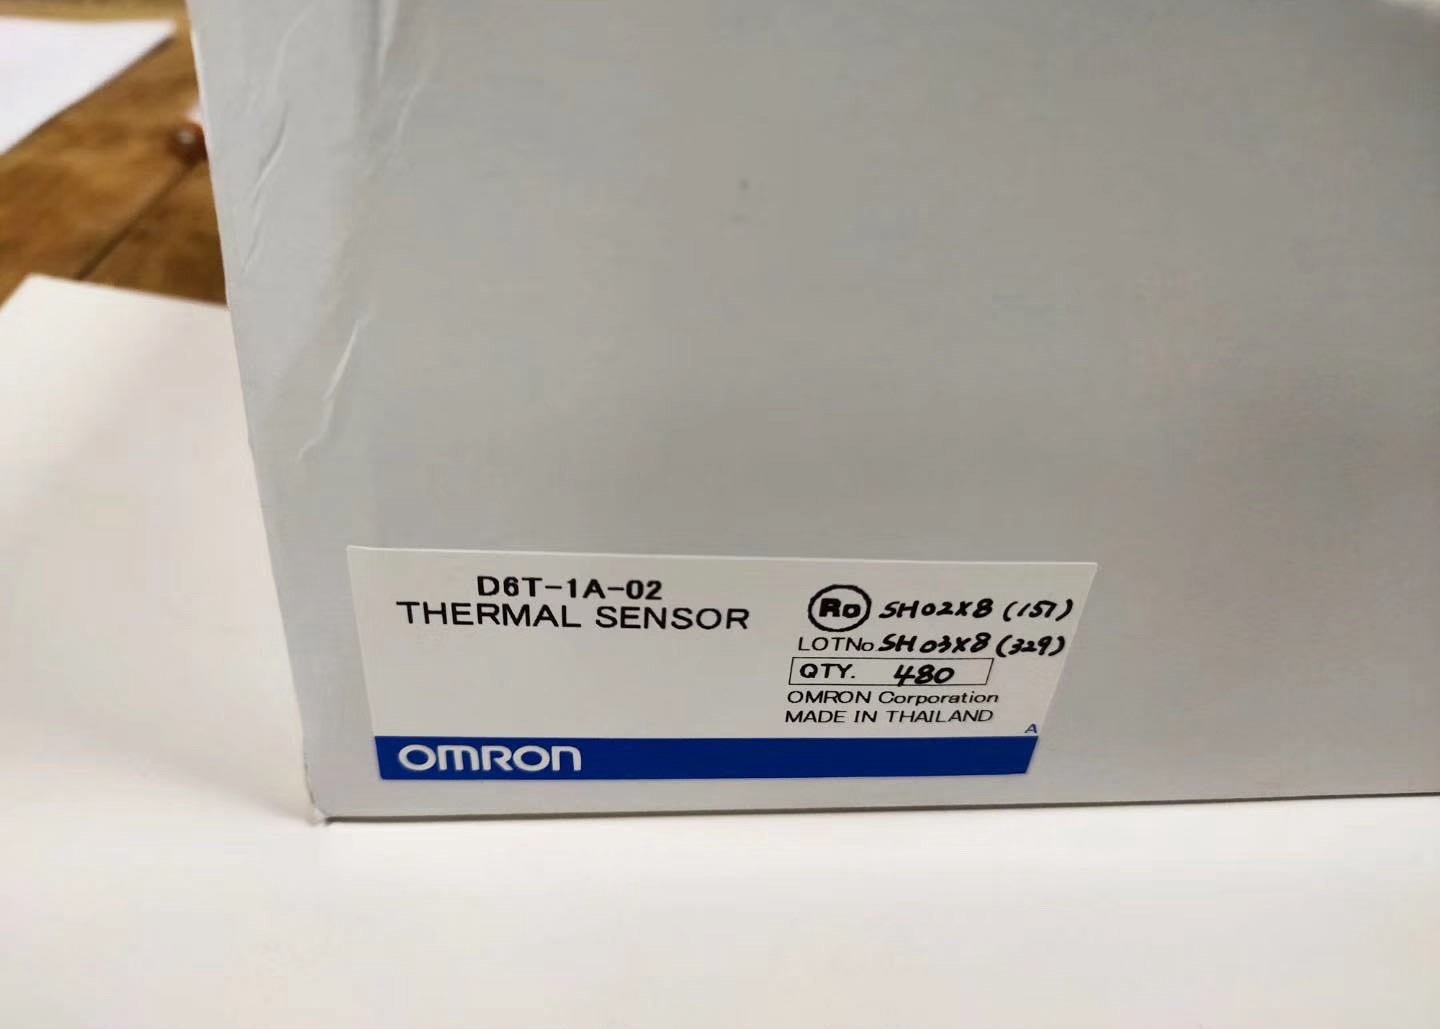 D6T-1A-02
THERMAL SENSOR
Ro SH02X8 (151)
LOTNo SH03X8 (329)
QTY. 480
OMRON Corporation
MADE IN THAILAND
A
OMRON